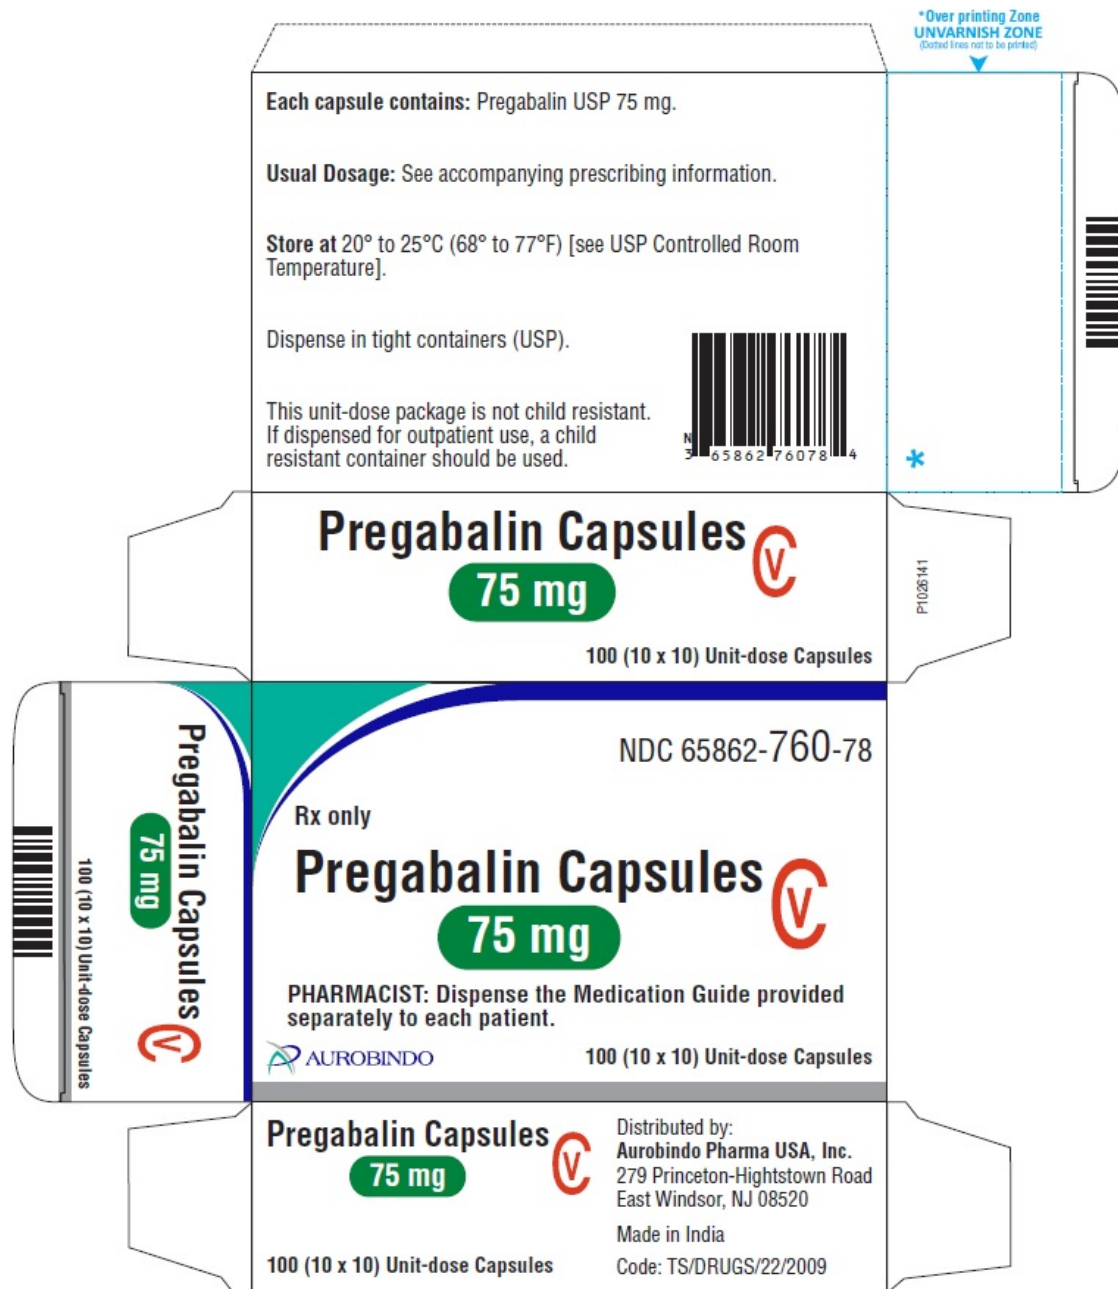 *Over printing Zone
UNVARNISH ZONE
(Dotted lines not to be printed)
Each capsule contains: Pregabalin USP 75 mg.
Usual Dosage: See accompanying prescribing information.
Store at 20° to 25°C (68° to 77°F) [see USP Controlled Room
Temperature].
Dispense in tight containers (USP).
This unit-dose package is not child resistant.
If dispensed for outpatient use, a child
resistant container should be used.
N
3 65862 76078 4
*
Pregabalin Capsules
CV
75 mg
100 (10 x 10) Unit-dose Capsules
P1026141
Pregabalin Capsules
75 mg
CV
100 (10 x 10) Unit-dose Capsules
NDC 65862-760-78
Rx only
Pregabalin Capsules
CV
75 mg
PHARMACIST: Dispense the Medication Guide provided
separately to each patient.
AUROBINDO
100 (10 x 10) Unit-dose Capsules
Pregabalin Capsules
CV
75 mg
100 (10 x 10) Unit-dose Capsules
Distributed by:
Aurobindo Pharma USA, Inc.
279 Princeton-Hightstown Road
East Windsor, NJ 08520
Made in India
Code: TS/DRUGS/22/2009